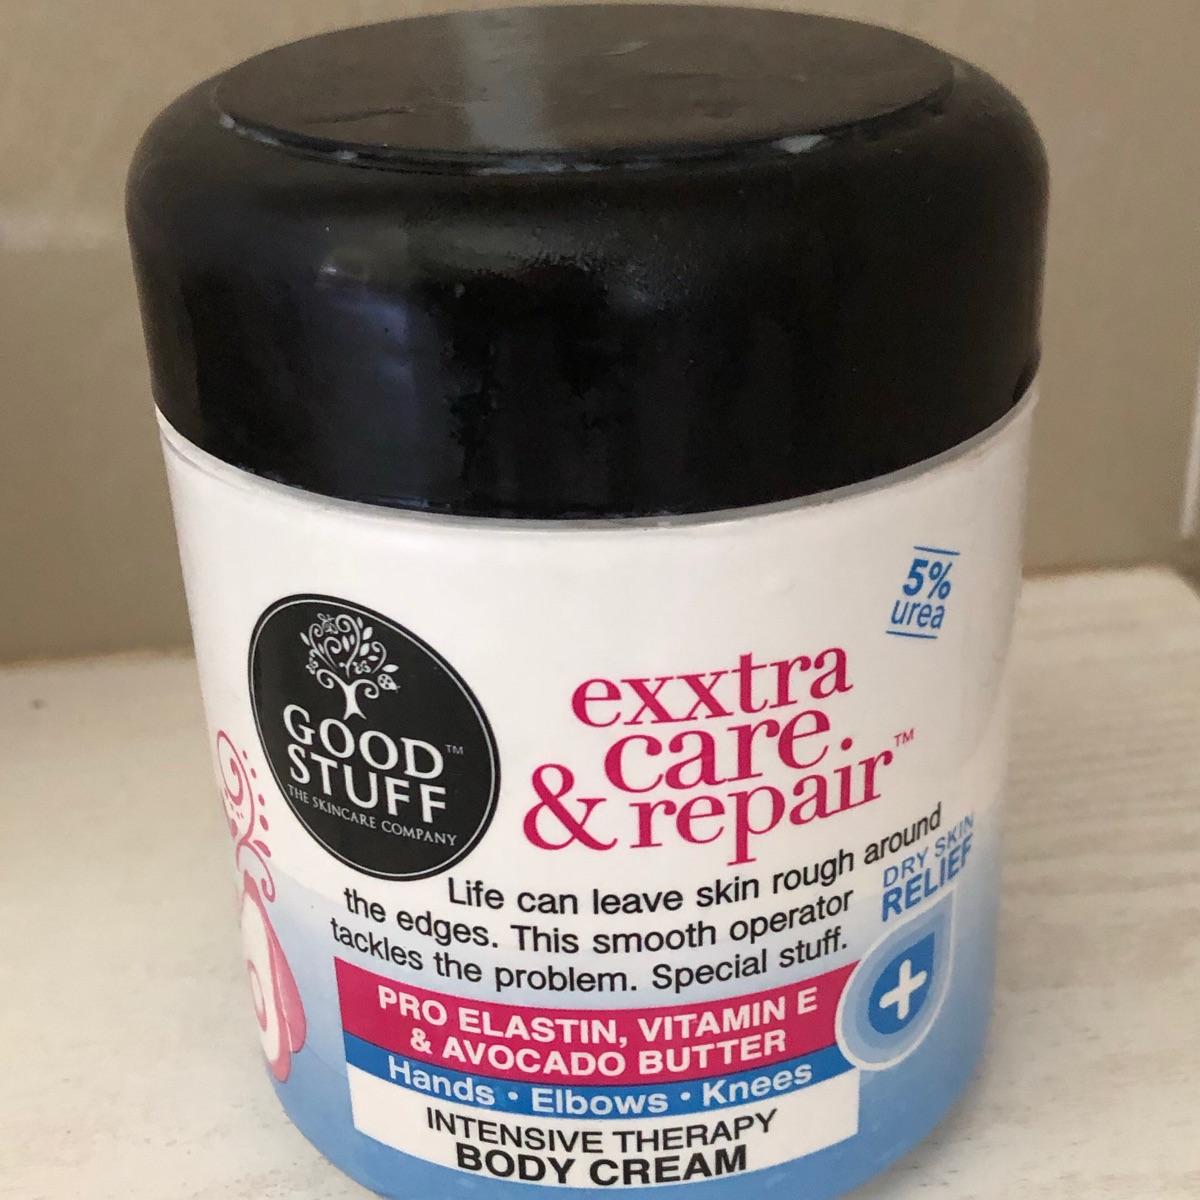 5%
urea
GOOD
STUFF™
THE SKINCARE COMPANY
exxtra
care
& repair™
Life can leave skin rough around
the edges. This smooth operator
tackles the problem. Special stuff.
DRY SKIN
RELIEF
PRO ELASTIN, VITAMIN E
& AVOCADO BUTTER
Hands • Elbows • Knees
INTENSIVE THERAPY
BODY CREAM